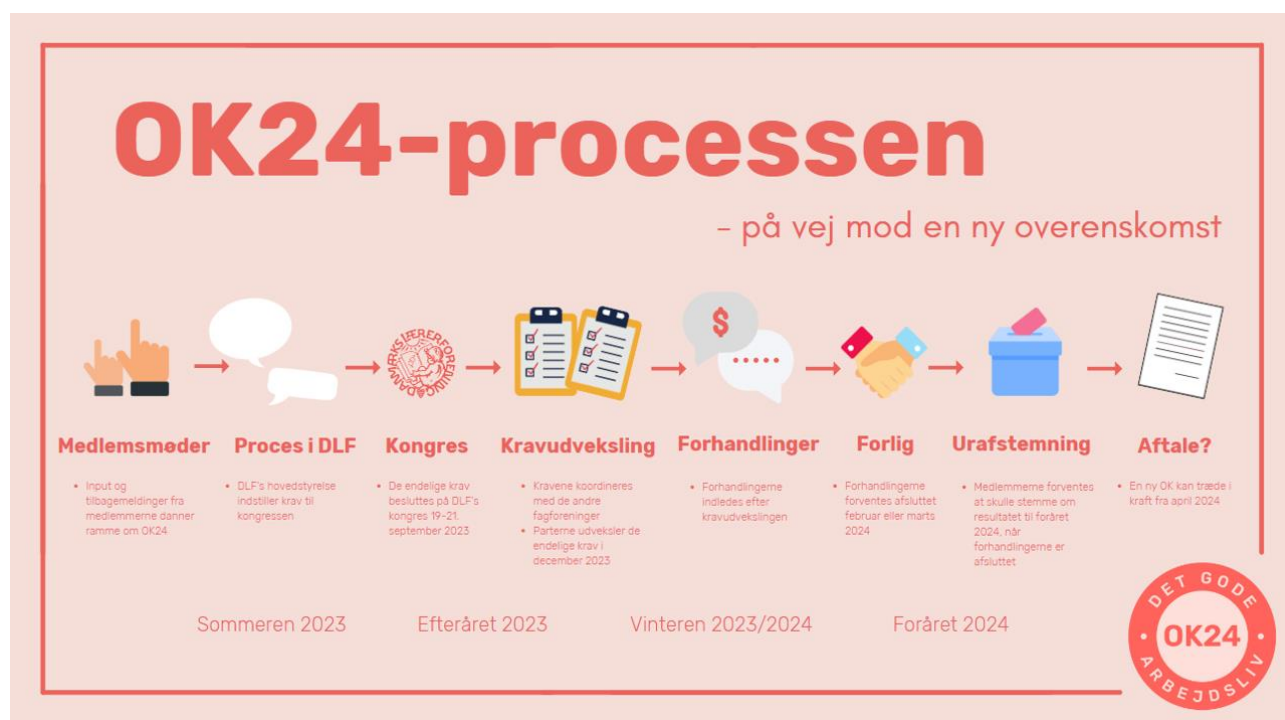 OK24-processen
- på vej mod en ny overenskomst
DANMARKS LÆRERFORENING
$
Medlemsmøder
• Input og
tilbagemeldinger fra
medlemmerne danner
ramme om OK24
Proces i DLF
• DLF's hovedstyrelse
indstiller krav til
kongressen
Kongres
• De endelige krav
besluttes på DLF's
kongres 19-21.
september 2023
Kravudveksling
• Kravene koordineres
med de andre
fagforeninger
• Parterne udveksler de
endelige krav i
december 2023
Forhandlinger
• Forhandlingerne
indledes efter
kravudvekslingen
Forlig
• Forhandlingerne
forventes afsluttet
februar eller marts
2024
Urafstemning
• Medlemmerne forventes
at skulle stemme om
resultatet til foråret
2024, når
forhandlingerne er
afsluttet
Aftale?
• En ny OK kan træde i
kraft fra april 2024
Sommeren 2023
Efteråret 2023
Vinteren 2023/2024
Foråret 2024
DET GODE
OK24
ARBEJDSLIV